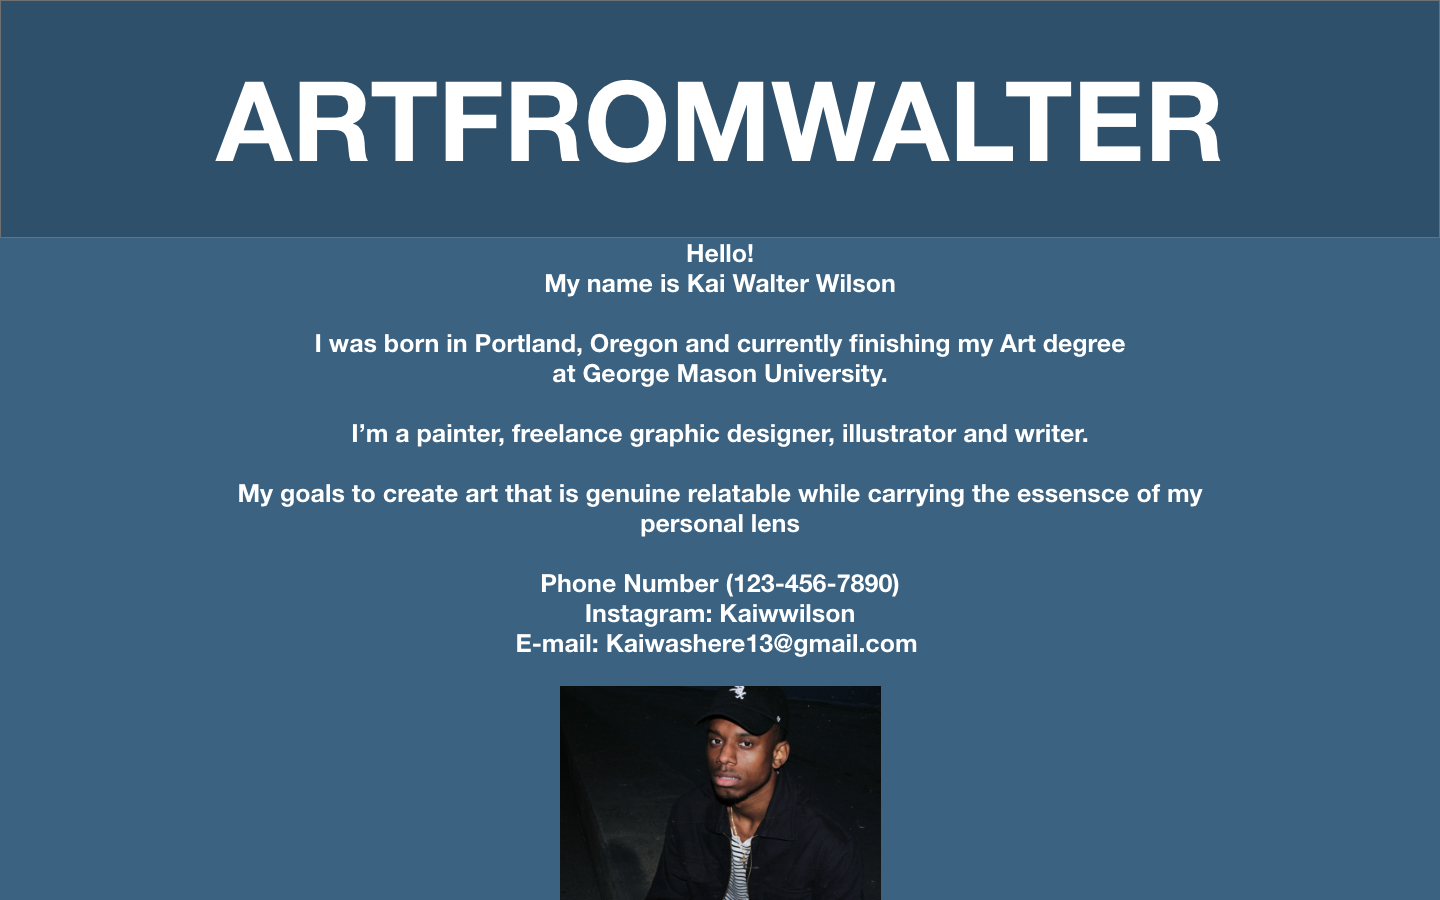 ARTFROMWALTER
Hello!
My name is Kai Walter Wilson
I was born in Portland, Oregon and currently finishing my Art degree
at George Mason University.
I’m a painter, freelance graphic designer, illustrator and writer.
My goals to create art that is genuine relatable while carrying the essensce of my
personal lens
Phone Number (123-456-7890)
Instagram: Kaiwwilson
E-mail: Kaiwashere13@gmail.com